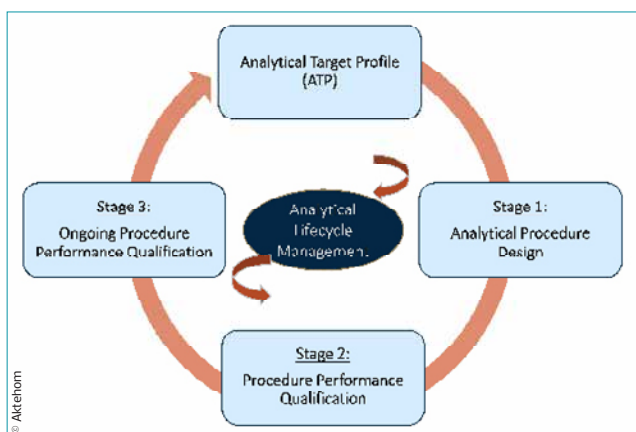 Analytical Target Profile
(ATP)
Stage 1:
Analytical Procedure
Design
Stage 2:
Procedure Performance
Qualification
Stage 3:
Ongoing Procedure
Performance Qualification
Analytical
Lifecycle
Management
© Aktehom